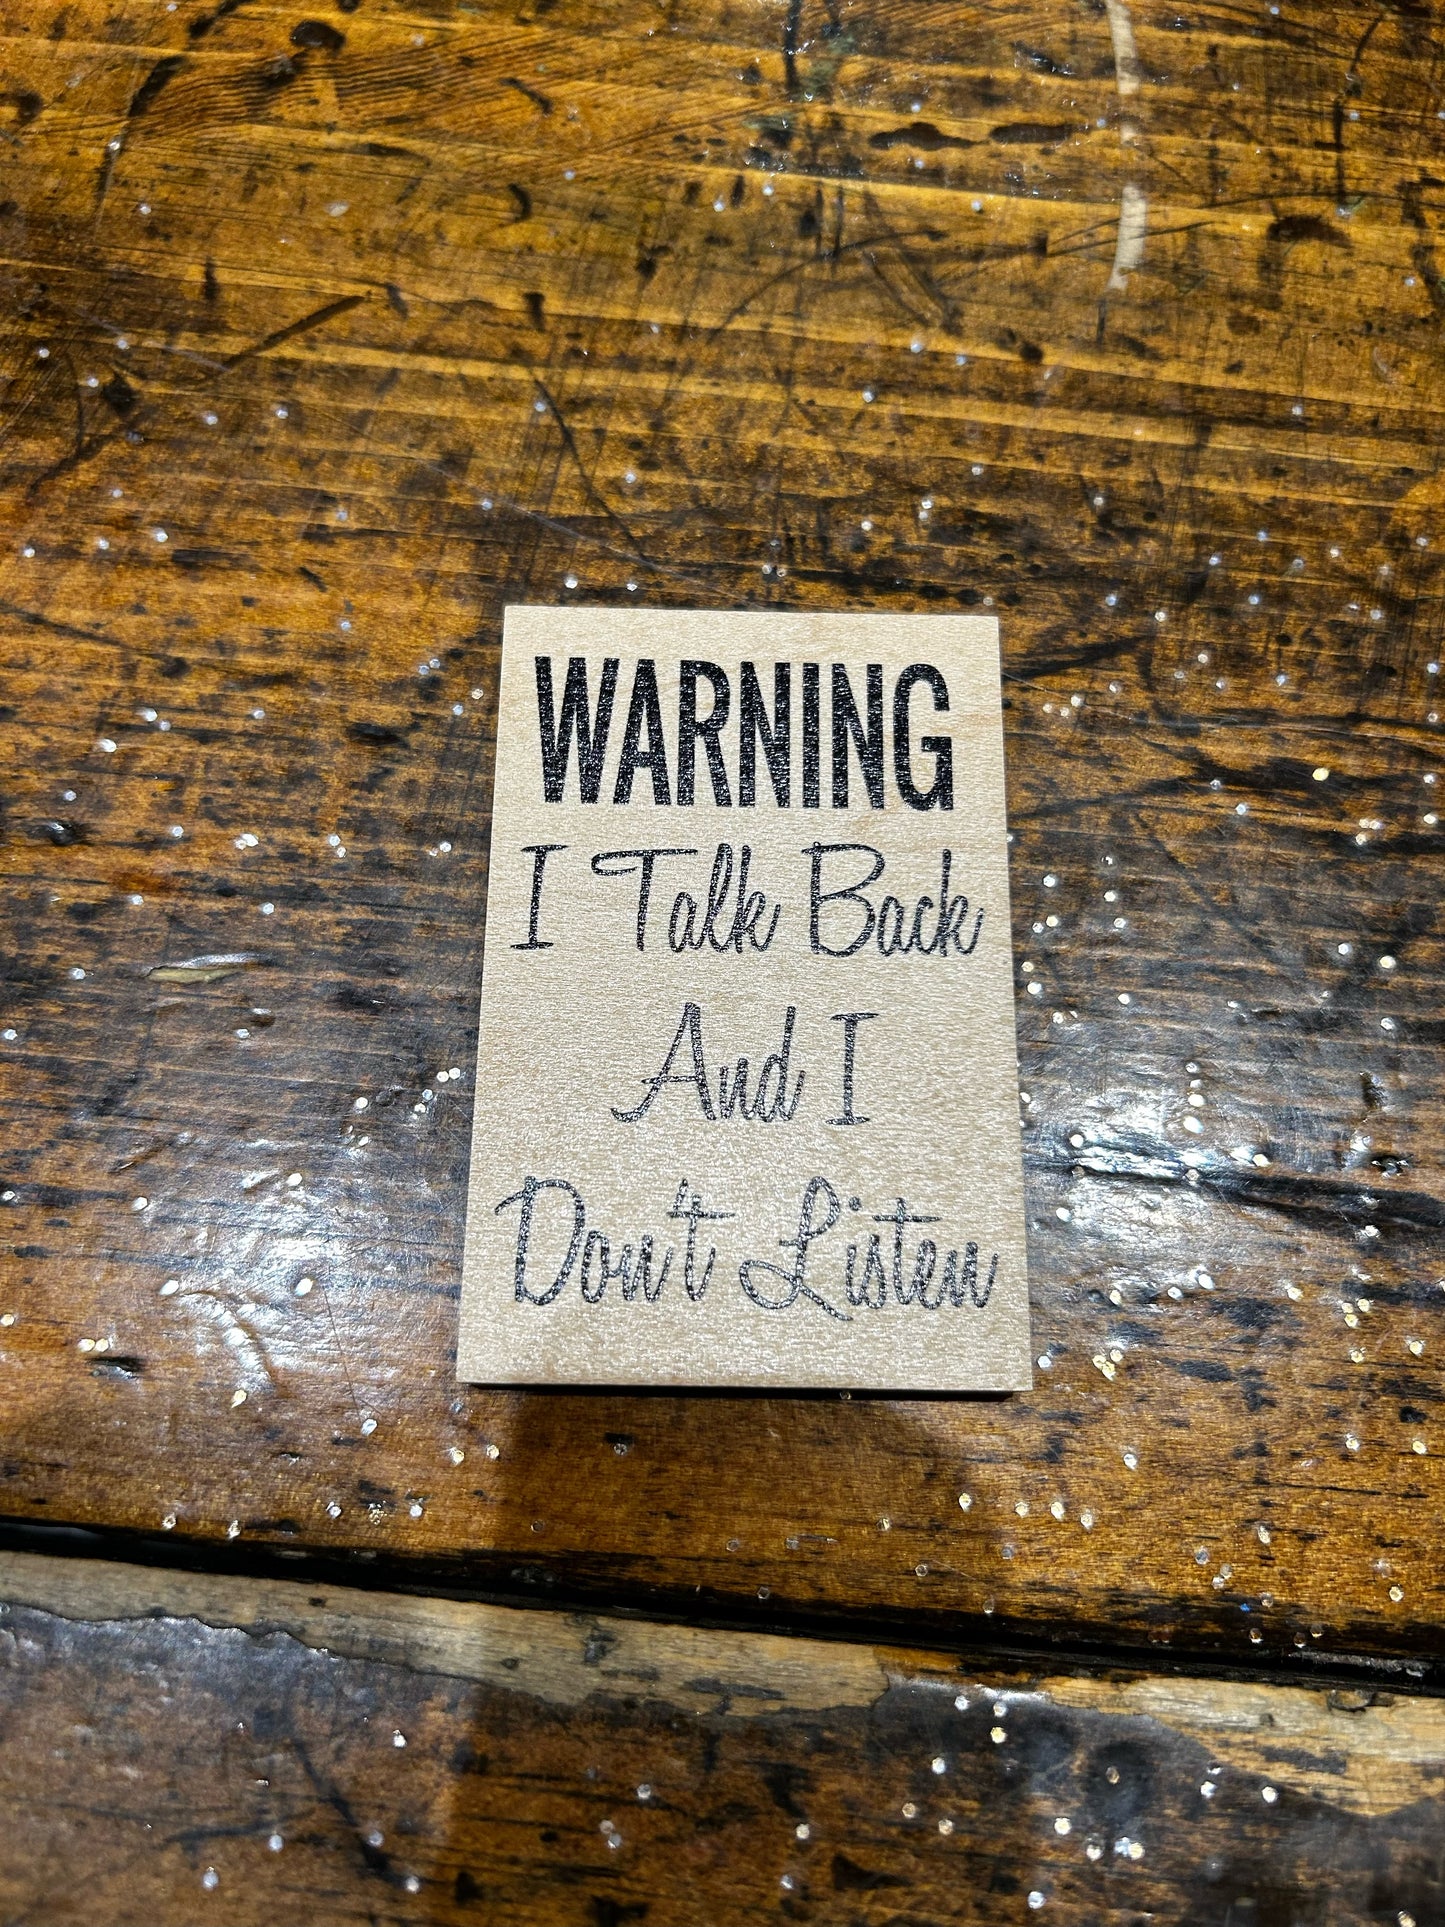 WARNING
I Talk Back
And I
Don't Listen